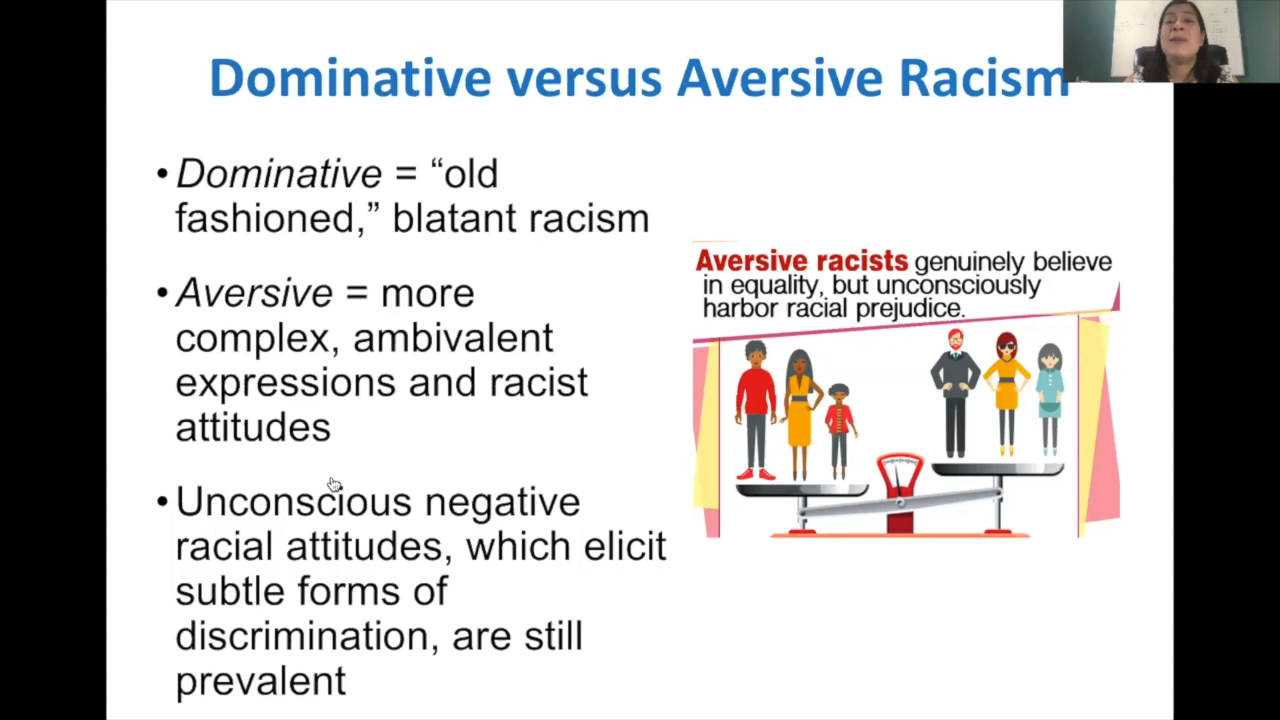 Dominative versus Aversive Racism
• Dominative = “old
fashioned,” blatant racism
• Aversive = more
complex, ambivalent
expressions and racist
attitudes
• Unconscious negative
racial attitudes, which elicit
subtle forms of
discrimination, are still
prevalent
Aversive racists genuinely believe
in equality, but unconsciously
harbor racial prejudice.